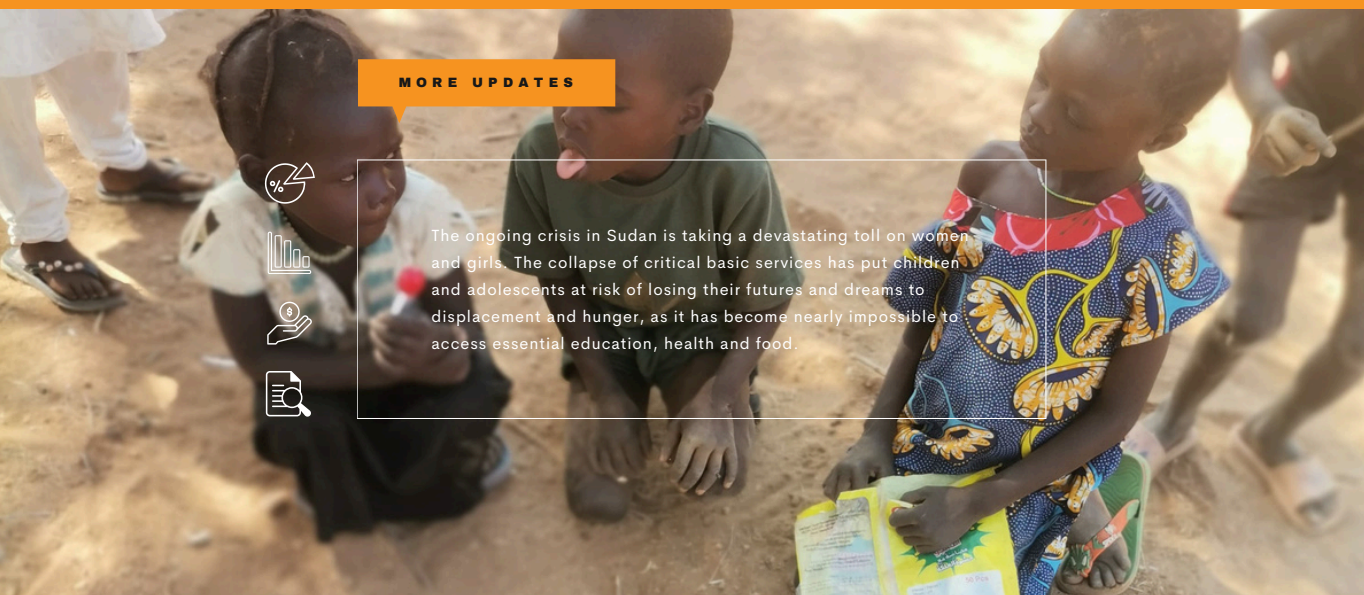 MORE UPDATES
%
The ongoing crisis in Sudan is taking a devastating toll on women
and girls. The collapse of critical basic services has put children
and adolescents at risk of losing their futures and dreams to
$
displacement and hunger, as it has become nearly impossible to
access essential education, health and food.
50 Pcs